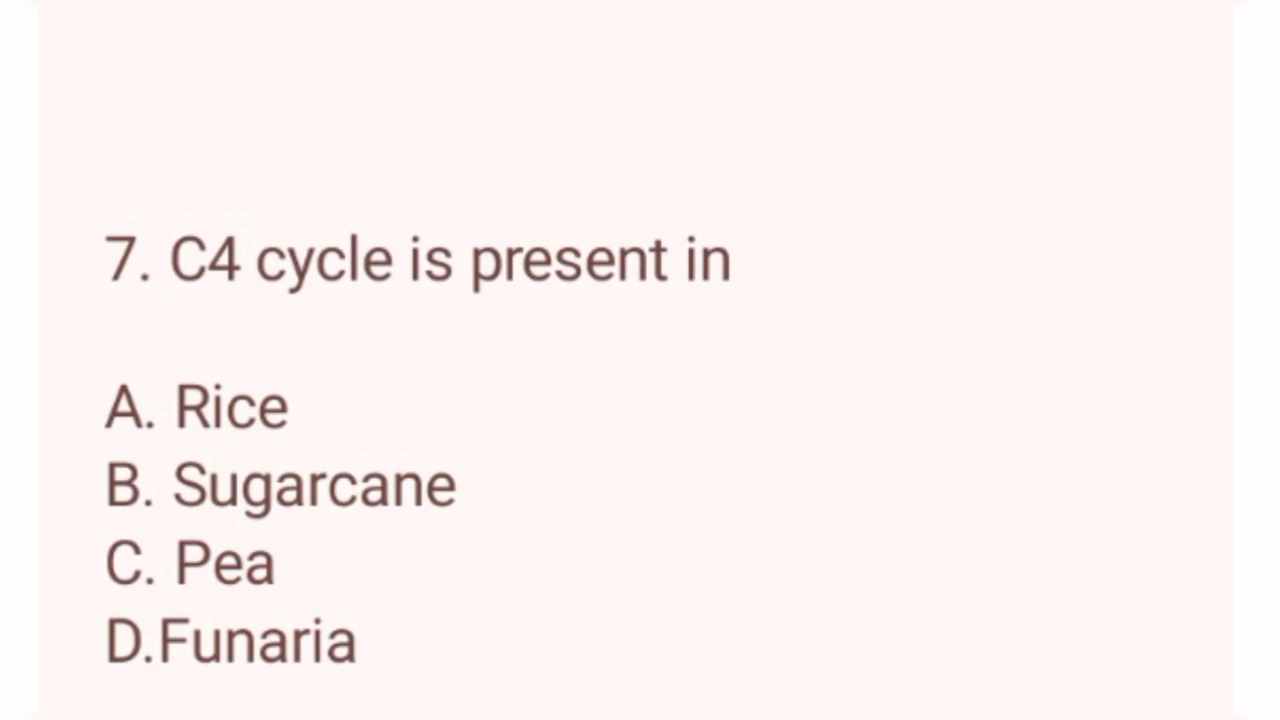 7. C4 cycle is present in
A. Rice
B. Sugarcane
C. Pea
D.Funaria